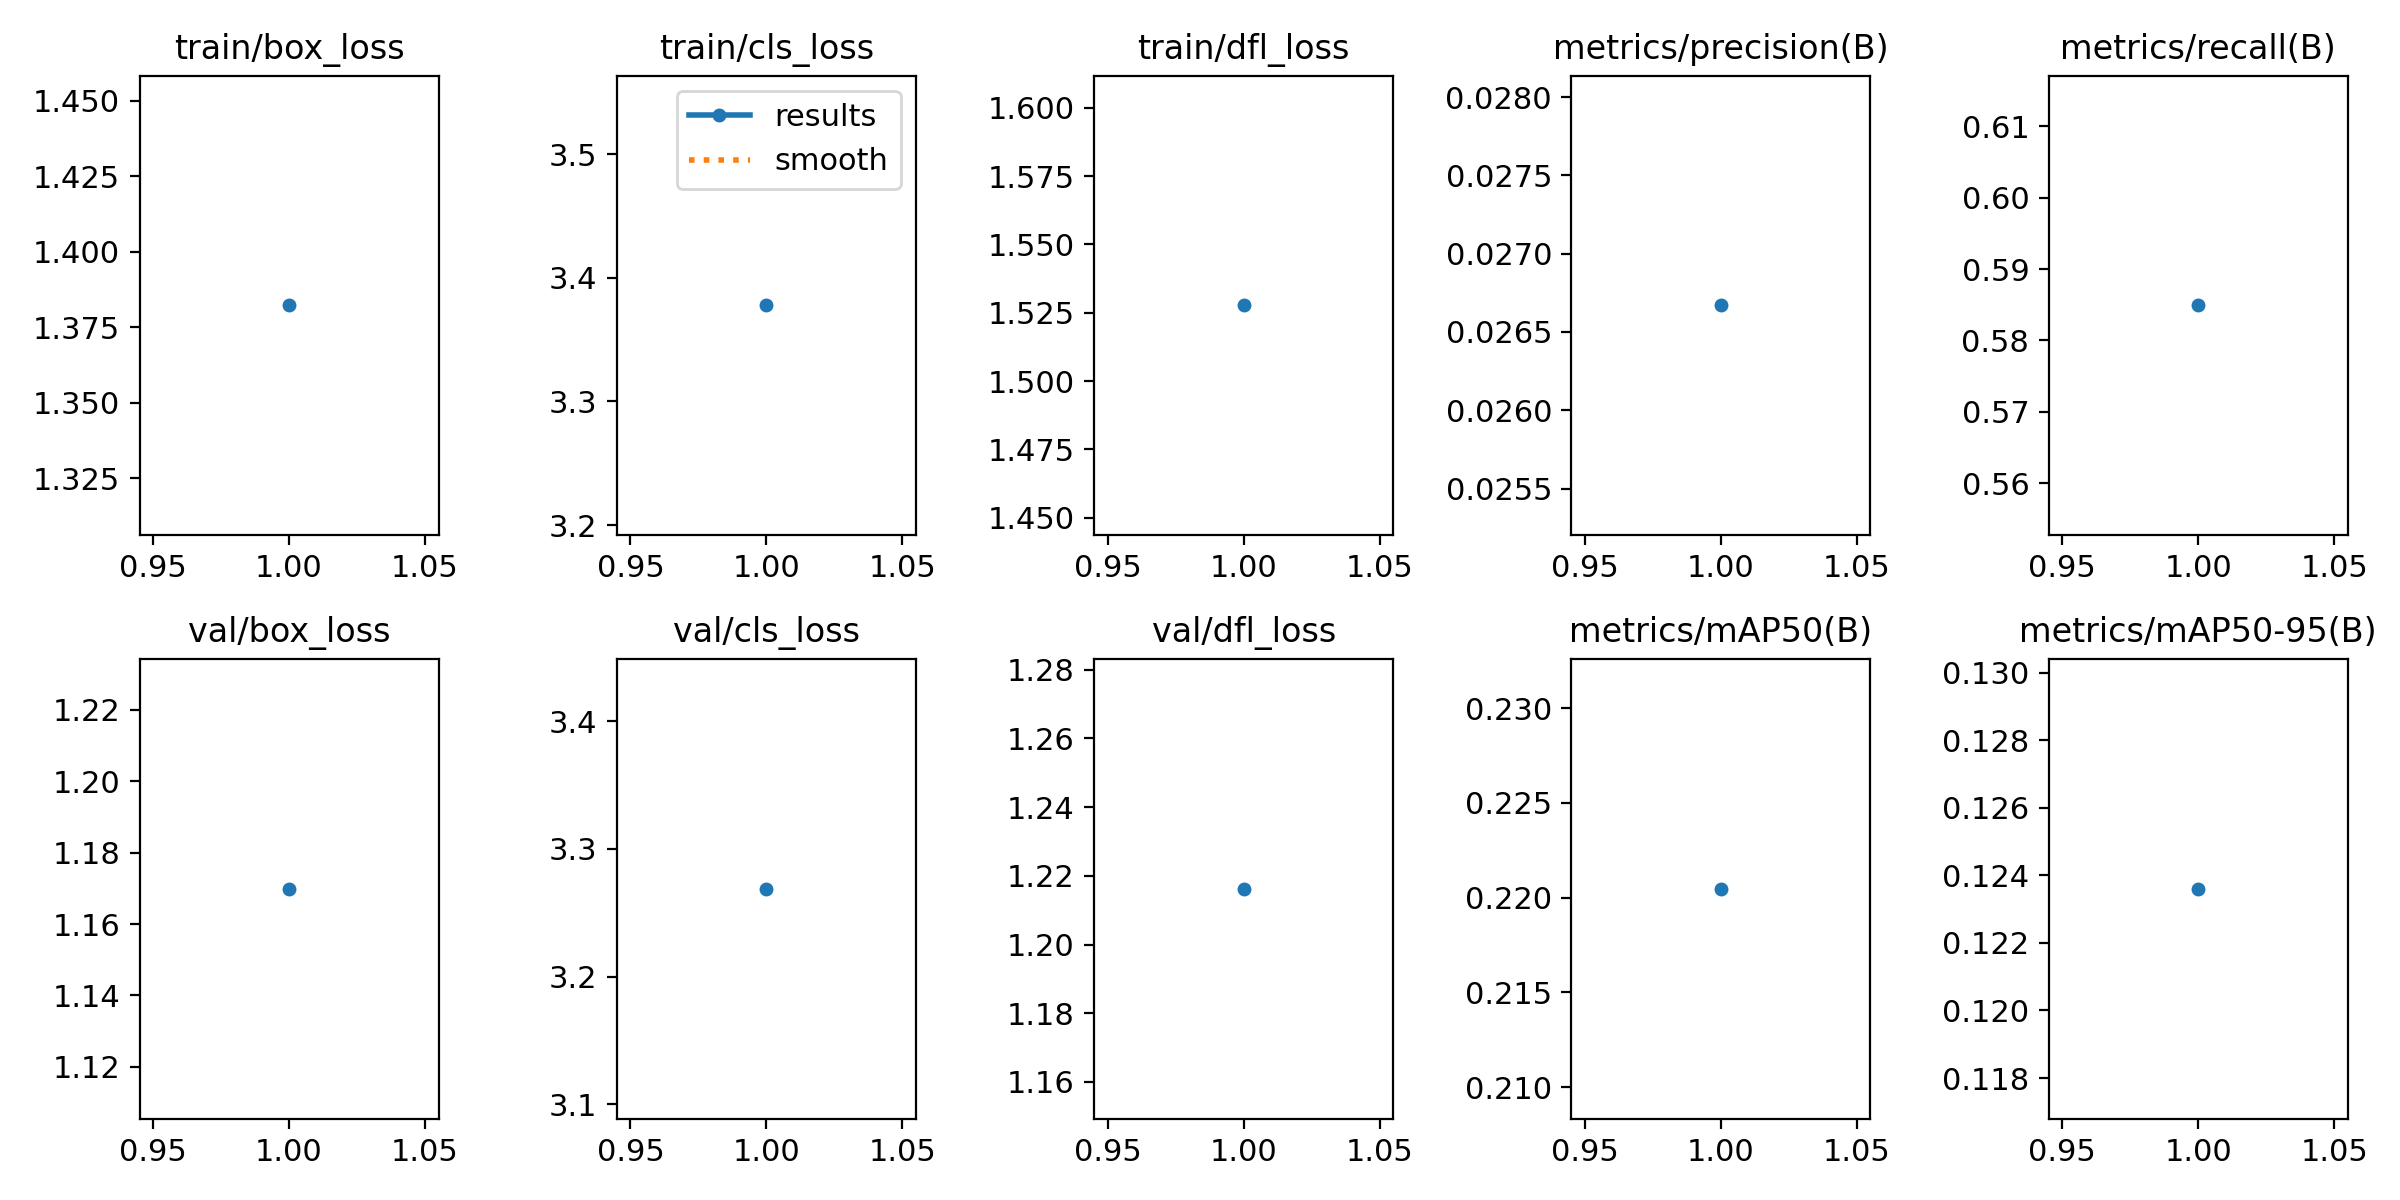 train/box_loss
1.450
1.425
1.400
1.375
1.350
1.325
0.95 1.00 1.05
train/cls_loss
results
smooth
3.5
3.4
3.3
3.2
0.95 1.00 1.05
train/dfl_loss
1.600
1.575
1.550
1.525
1.500
1.475
1.450
0.95 1.00 1.05
metrics/precision(B)
0.0280
0.0275
0.0270
0.0265
0.0260
0.0255
0.95 1.00 1.05
metrics/recall(B)
0.61
0.60
0.59
0.58
0.57
0.56
0.95 1.00 1.05
val/box_loss
1.22
1.20
1.18
1.16
1.14
1.12
0.95 1.00 1.05
val/cls_loss
3.4
3.3
3.2
3.1
0.95 1.00 1.05
val/dfl_loss
1.28
1.26
1.24
1.22
1.20
1.18
1.16
0.95 1.00 1.05
metrics/mAP50(B)
0.230
0.225
0.220
0.215
0.210
0.95 1.00 1.05
metrics/mAP50-95(B)
0.130
0.128
0.126
0.124
0.122
0.120
0.118
0.95 1.00 1.05